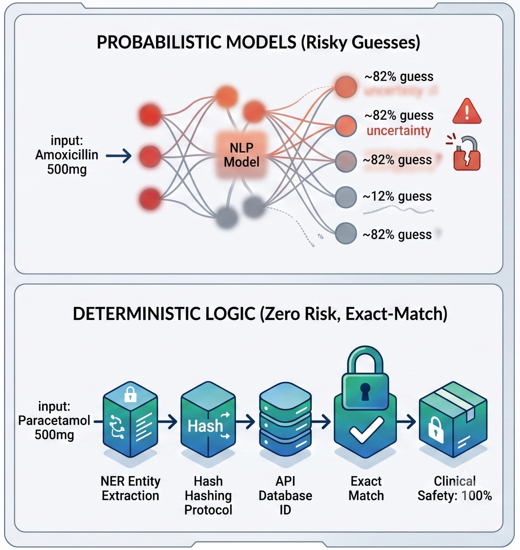 PROBABILISTIC MODELS (Risky Guesses)
input:
Amoxicillin
500mg
NLP
Model
~82% guess
~82% guess
uncertainty
~82% guess
~12% guess
~82% guess
DETERMINISTIC LOGIC (Zero Risk, Exact-Match)
input:
Paracetamol
500mg
Hash
NER Entity
Extraction
Hash
Hashing
Protocol
API
Database
ID
Exact
Match
Clinical
Safety: 100%